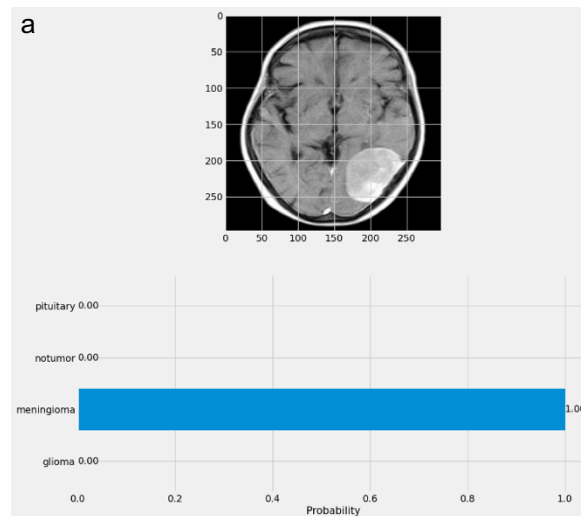 a
0
50
100
150
200
250
0 50 100 150 200 250
pituitary 0.00
notumor 0.00
meningioma 1.00
glioma 0.00
0.0 0.2 0.4 0.6 0.8 1.0
Probability